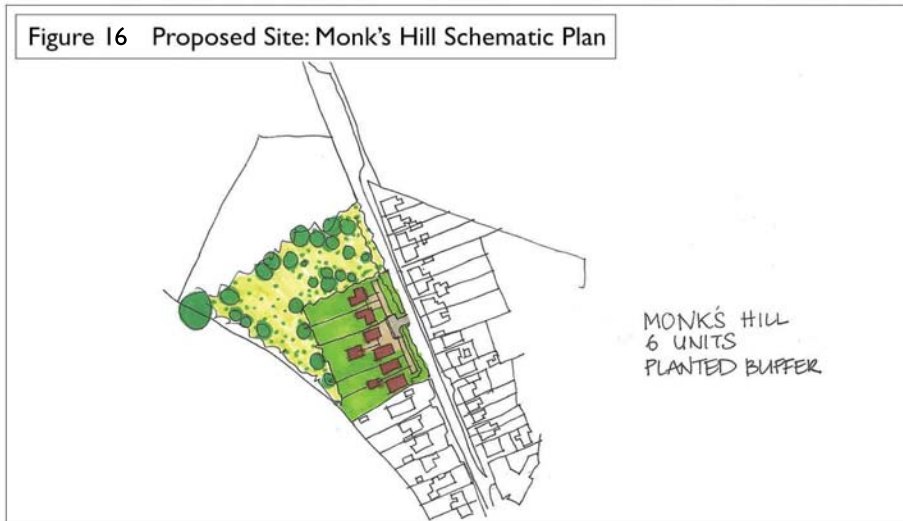 Figure 16 Proposed Site: Monk's Hill Schematic Plan
MONK'S HILL
6 UNITS
PLANTED BUFFER